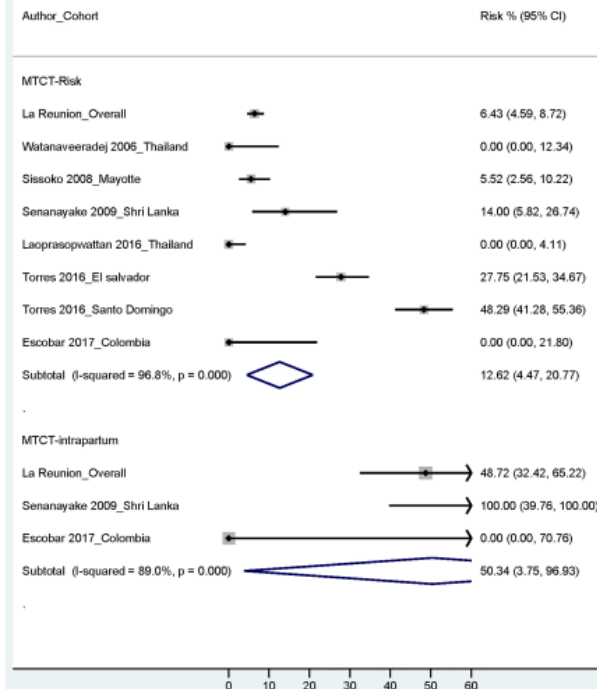 Author_Cohort Risk % (95% CI)
MTCT-Risk
La Reunion_Overall 6.43 (4.59, 8.72)
Watanaveeradej 2006_Thailand 0.00 (0.00, 12.34)
Sissoko 2008_Mayotte 5.52 (2.56, 10.22)
Senanayake 2009_Shri Lanka 14.00 (5.82, 26.74)
Laoprasopwattan 2016_Thailand 0.00 (0.00, 4.11)
Torres 2016_El salvador 27.75 (21.53, 34.67)
Torres 2016_Santo Domingo 48.29 (41.28, 55.36)
Escobar 2017_Colombia 0.00 (0.00, 21.80)
Subtotal (I-squared = 96.8%, p = 0.000) 12.62 (4.47, 20.77)
.
MTCT-intrapartum
La Reunion_Overall 48.72 (32.42, 65.22)
Senanayake 2009_Shri Lanka 100.00 (39.76, 100.00)
Escobar 2017_Colombia 0.00 (0.00, 70.76)
Subtotal (I-squared = 89.0%, p = 0.000) 50.34 (3.75, 96.93)
.
0 10 20 30 40 50 60